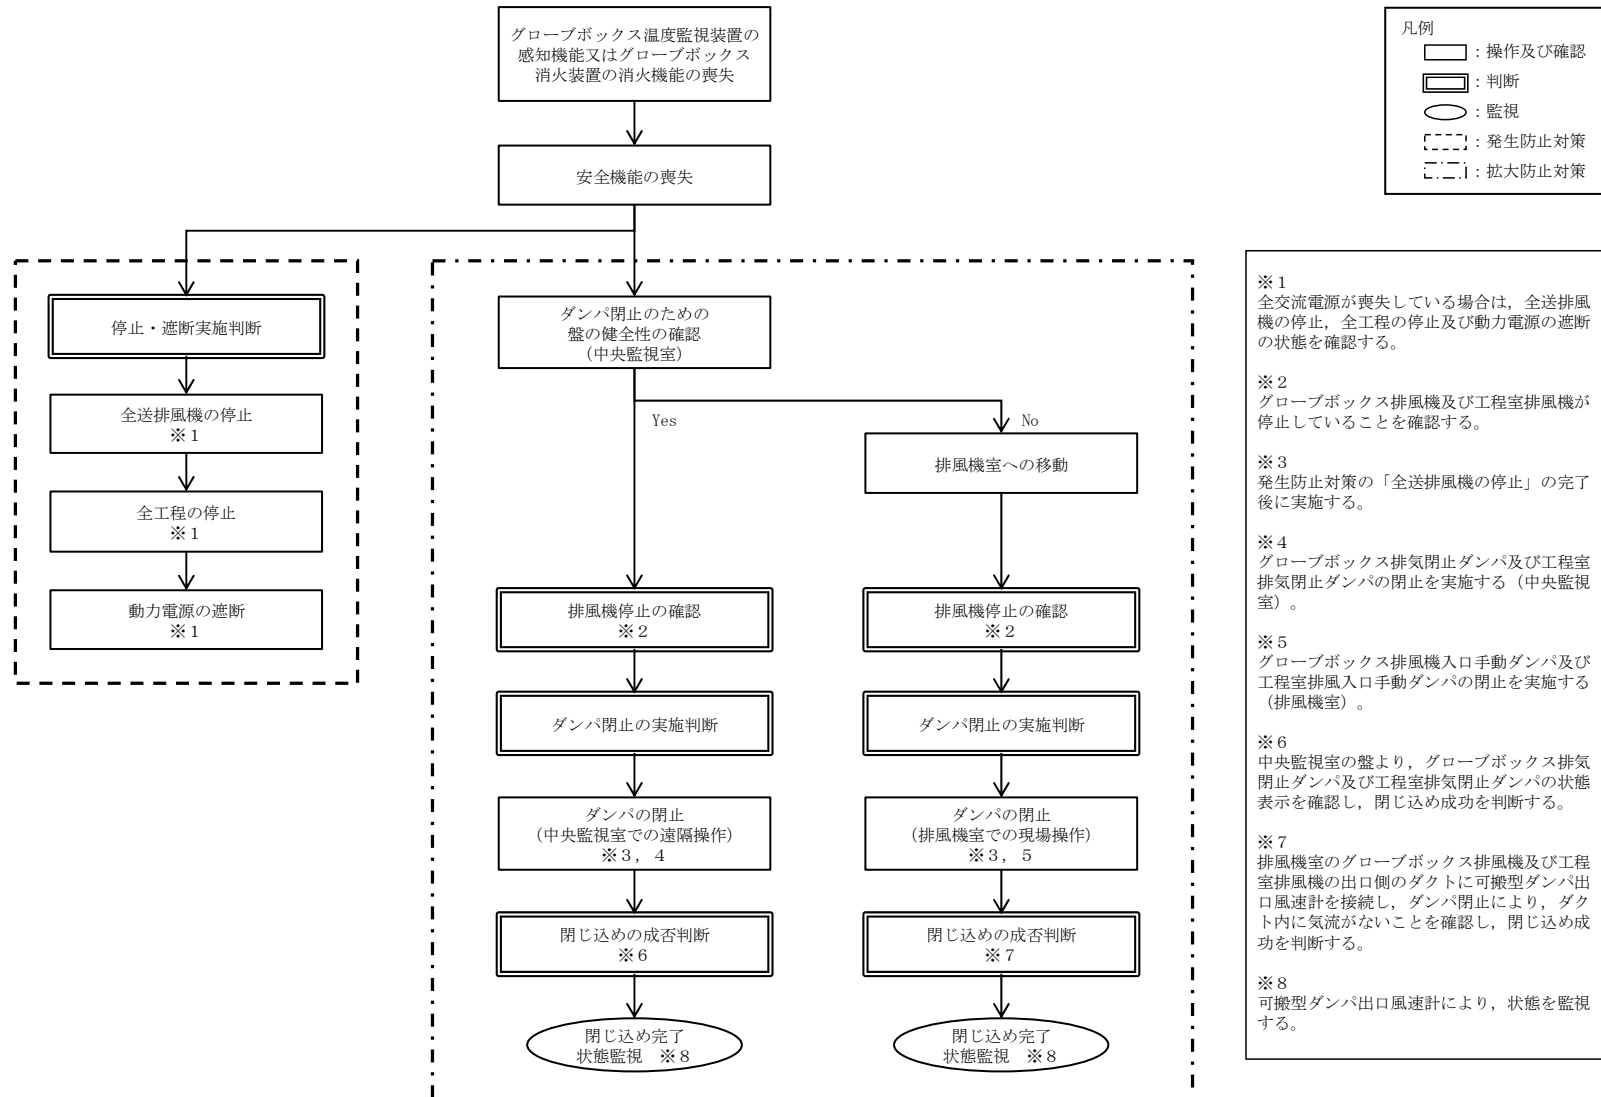 グローブボックス温度監視装置の
感知機能又はグローブボックス
消火装置の消火機能の喪失
安全機能の喪失
凡例
：操作及び確認
：判断
：監視
：発生防止対策
：拡大防止対策
停止・遮断実施判断
全送排風機の停止
※１
全工程の停止
※１
動力電源の遮断
※１
ダンパ閉止のための
盤の健全性の確認
（中央監視室）
Yes
No
排風機室への移動
排風機停止の確認
※２
排風機停止の確認
※２
ダンパ閉止の実施判断
ダンパ閉止の実施判断
ダンパの閉止
（中央監視室での遠隔操作）
※３，４
ダンパの閉止
（排風機室での現場操作）
※３，５
閉じ込めの成否判断
※６
閉じ込めの成否判断
※７
閉じ込め完了
状態監視　※８
閉じ込め完了
状態監視　※８
※１
全交流電源が喪失している場合は，全送排風
機の停止，全工程の停止及び動力電源の遮断
の状態を確認する。
※２
グローブボックス排風機及び工程室排風機が
停止していることを確認する。
※３
発生防止対策の「全送排風機の停止」の完了
後に実施する。
※４
グローブボックス排気閉止ダンパ及び工程室
排気閉止ダンパの閉止を実施する（中央監視
室）。
※５
グローブボックス排風機入口手動ダンパ及び
工程室排風入口手動ダンパの閉止を実施する
（排風機室）。
※６
中央監視室の盤より，グローブボックス排気
閉止ダンパ及び工程室排気閉止ダンパの状態
表示を確認し，閉じ込め成功を判断する。
※７
排風機室のグローブボックス排風機及び工程
室排風機の出口側のダクトに可搬型ダンパ出
口風速計を接続し，ダンパ閉止により，ダク
ト内に気流がないことを確認し，閉じ込め成
功を判断する。
※８
可搬型ダンパ出口風速計により，状態を監視
する。